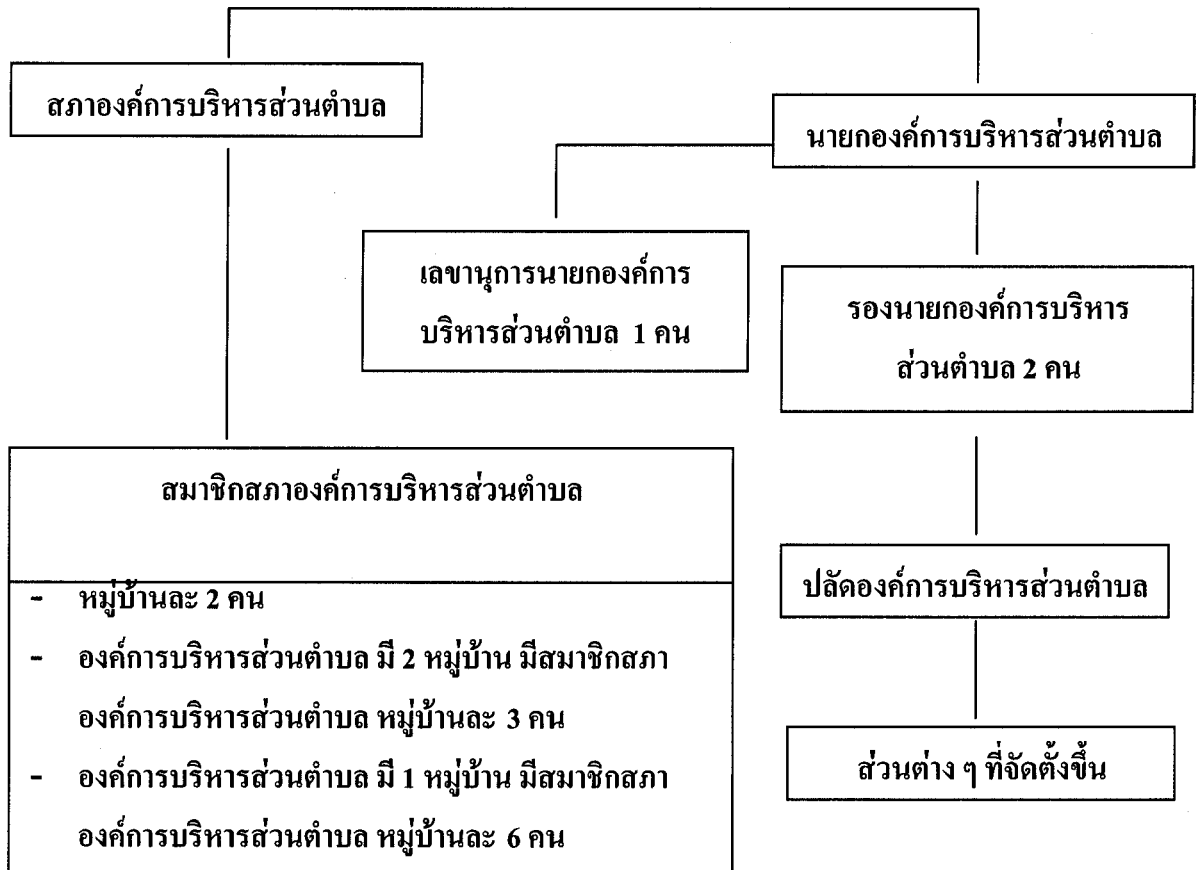 สภาองค์การบริหารส่วนตำบล
นายกองค์การบริหารส่วนตำบล
เลขานุการนายกองค์การ
บริหารส่วนตำบล 1 คน
รองนายกองค์การบริหาร
ส่วนตำบล 2 คน
สมาชิกสภาองค์การบริหารส่วนตำบล
- หมู่บ้านละ 2 คน
- องค์การบริหารส่วนตำบล มี 2 หมู่บ้าน มีสมาชิกสภา
องค์การบริหารส่วนตำบล หมู่บ้านละ 3 คน
- องค์การบริหารส่วนตำบล มี 1 หมู่บ้าน มีสมาชิกสภา
องค์การบริหารส่วนตำบล หมู่บ้านละ 6 คน
ปลัดองค์การบริหารส่วนตำบล
ส่วนต่าง ๆ ที่จัดตั้งขึ้น